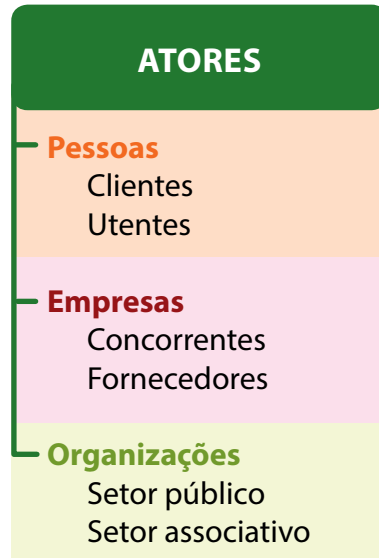 ATORES
Pessoas
Clientes
Utentes
Empresas
Concorrentes
Fornecedores
Organizações
Setor público
Setor associativo